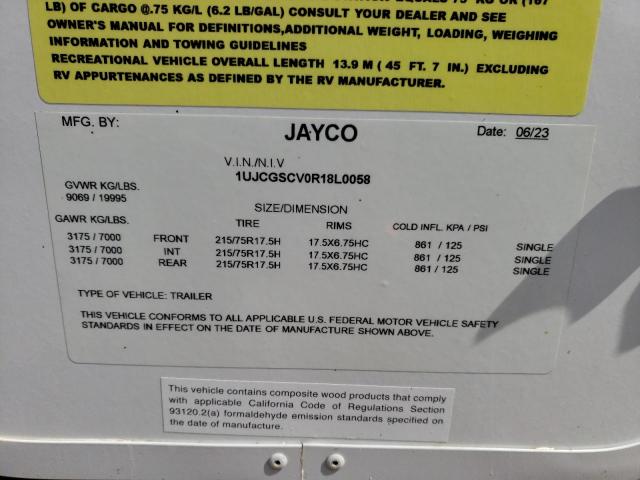 LB) OF CARGO @.75 KG/L (6.2 LB/GAL) CONSULT YOUR DEALER AND SEE
OWNER'S MANUAL FOR DEFINITIONS,ADDITIONAL WEIGHT, LOADING, WEIGHING
INFORMATION AND TOWING GUIDELINES
RECREATIONAL VEHICLE OVERALL LENGTH 13.9 M ( 45 FT. 7 IN.) EXCLUDING
RV APPURTENANCES AS DEFINED BY THE RV MANUFACTURER.
MFG. BY: JAYCO Date: 06/23
V.I.N./N.I.V
1UJCGSCV0R18L0058
GVWR KG/LBS.
9069 / 19995
SIZE/DIMENSION
GAWR KG/LBS. TIRE RIMS COLD INFL. KPA / PSI
3175 / 7000 FRONT 215/75R17.5H 17.5X6.75HC 861 / 125 SINGLE
3175 / 7000 INT 215/75R17.5H 17.5X6.75HC 861 / 125 SINGLE
3175 / 7000 REAR 215/75R17.5H 17.5X6.75HC 861 / 125 SINGLE
TYPE OF VEHICLE: TRAILER
THIS VEHICLE CONFORMS TO ALL APPLICABLE U.S. FEDERAL MOTOR VEHICLE SAFETY
STANDARDS IN EFFECT ON THE DATE OF MANUFACTURE SHOWN ABOVE.
This vehicle contains composite wood products that comply
with applicable California Code of Regulations Section
93120.2(a) formaldehyde emission standards specified on
the date of manufacture.